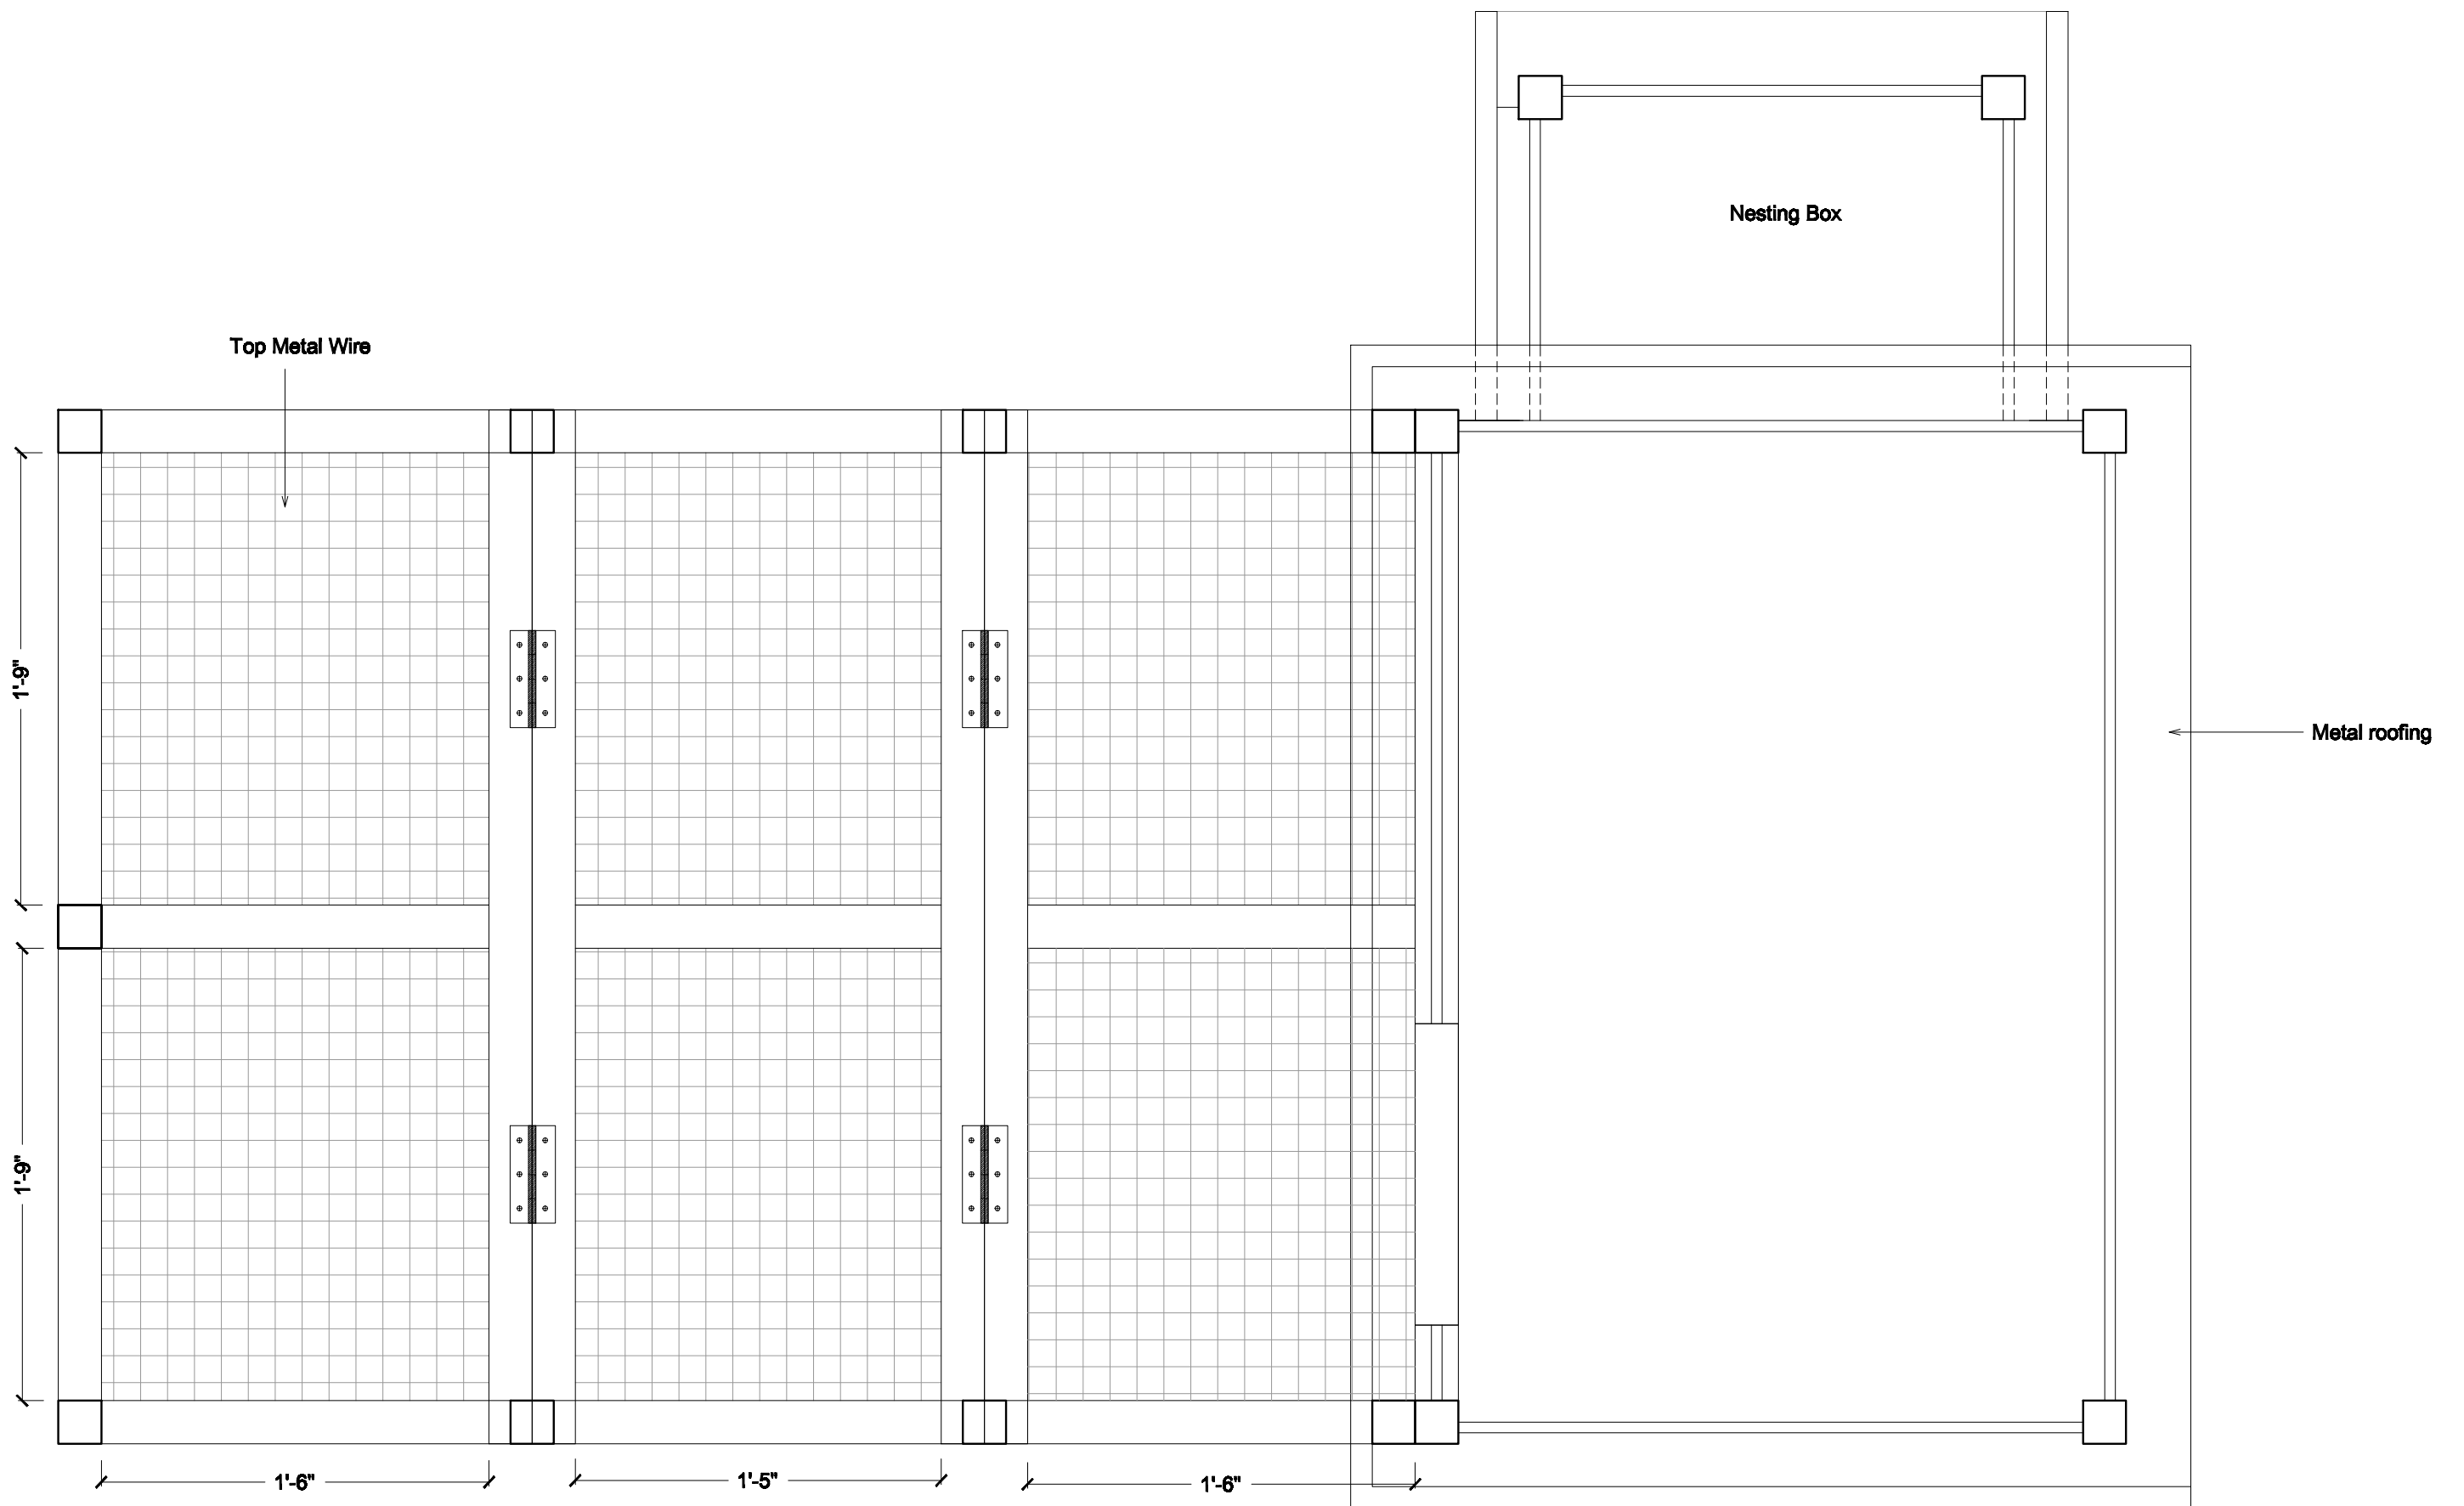 Nesting Box
Top Metal Wire
1'-9"
Metal roofing
1'-9"
1'-6"
1'-5"
1'-6"